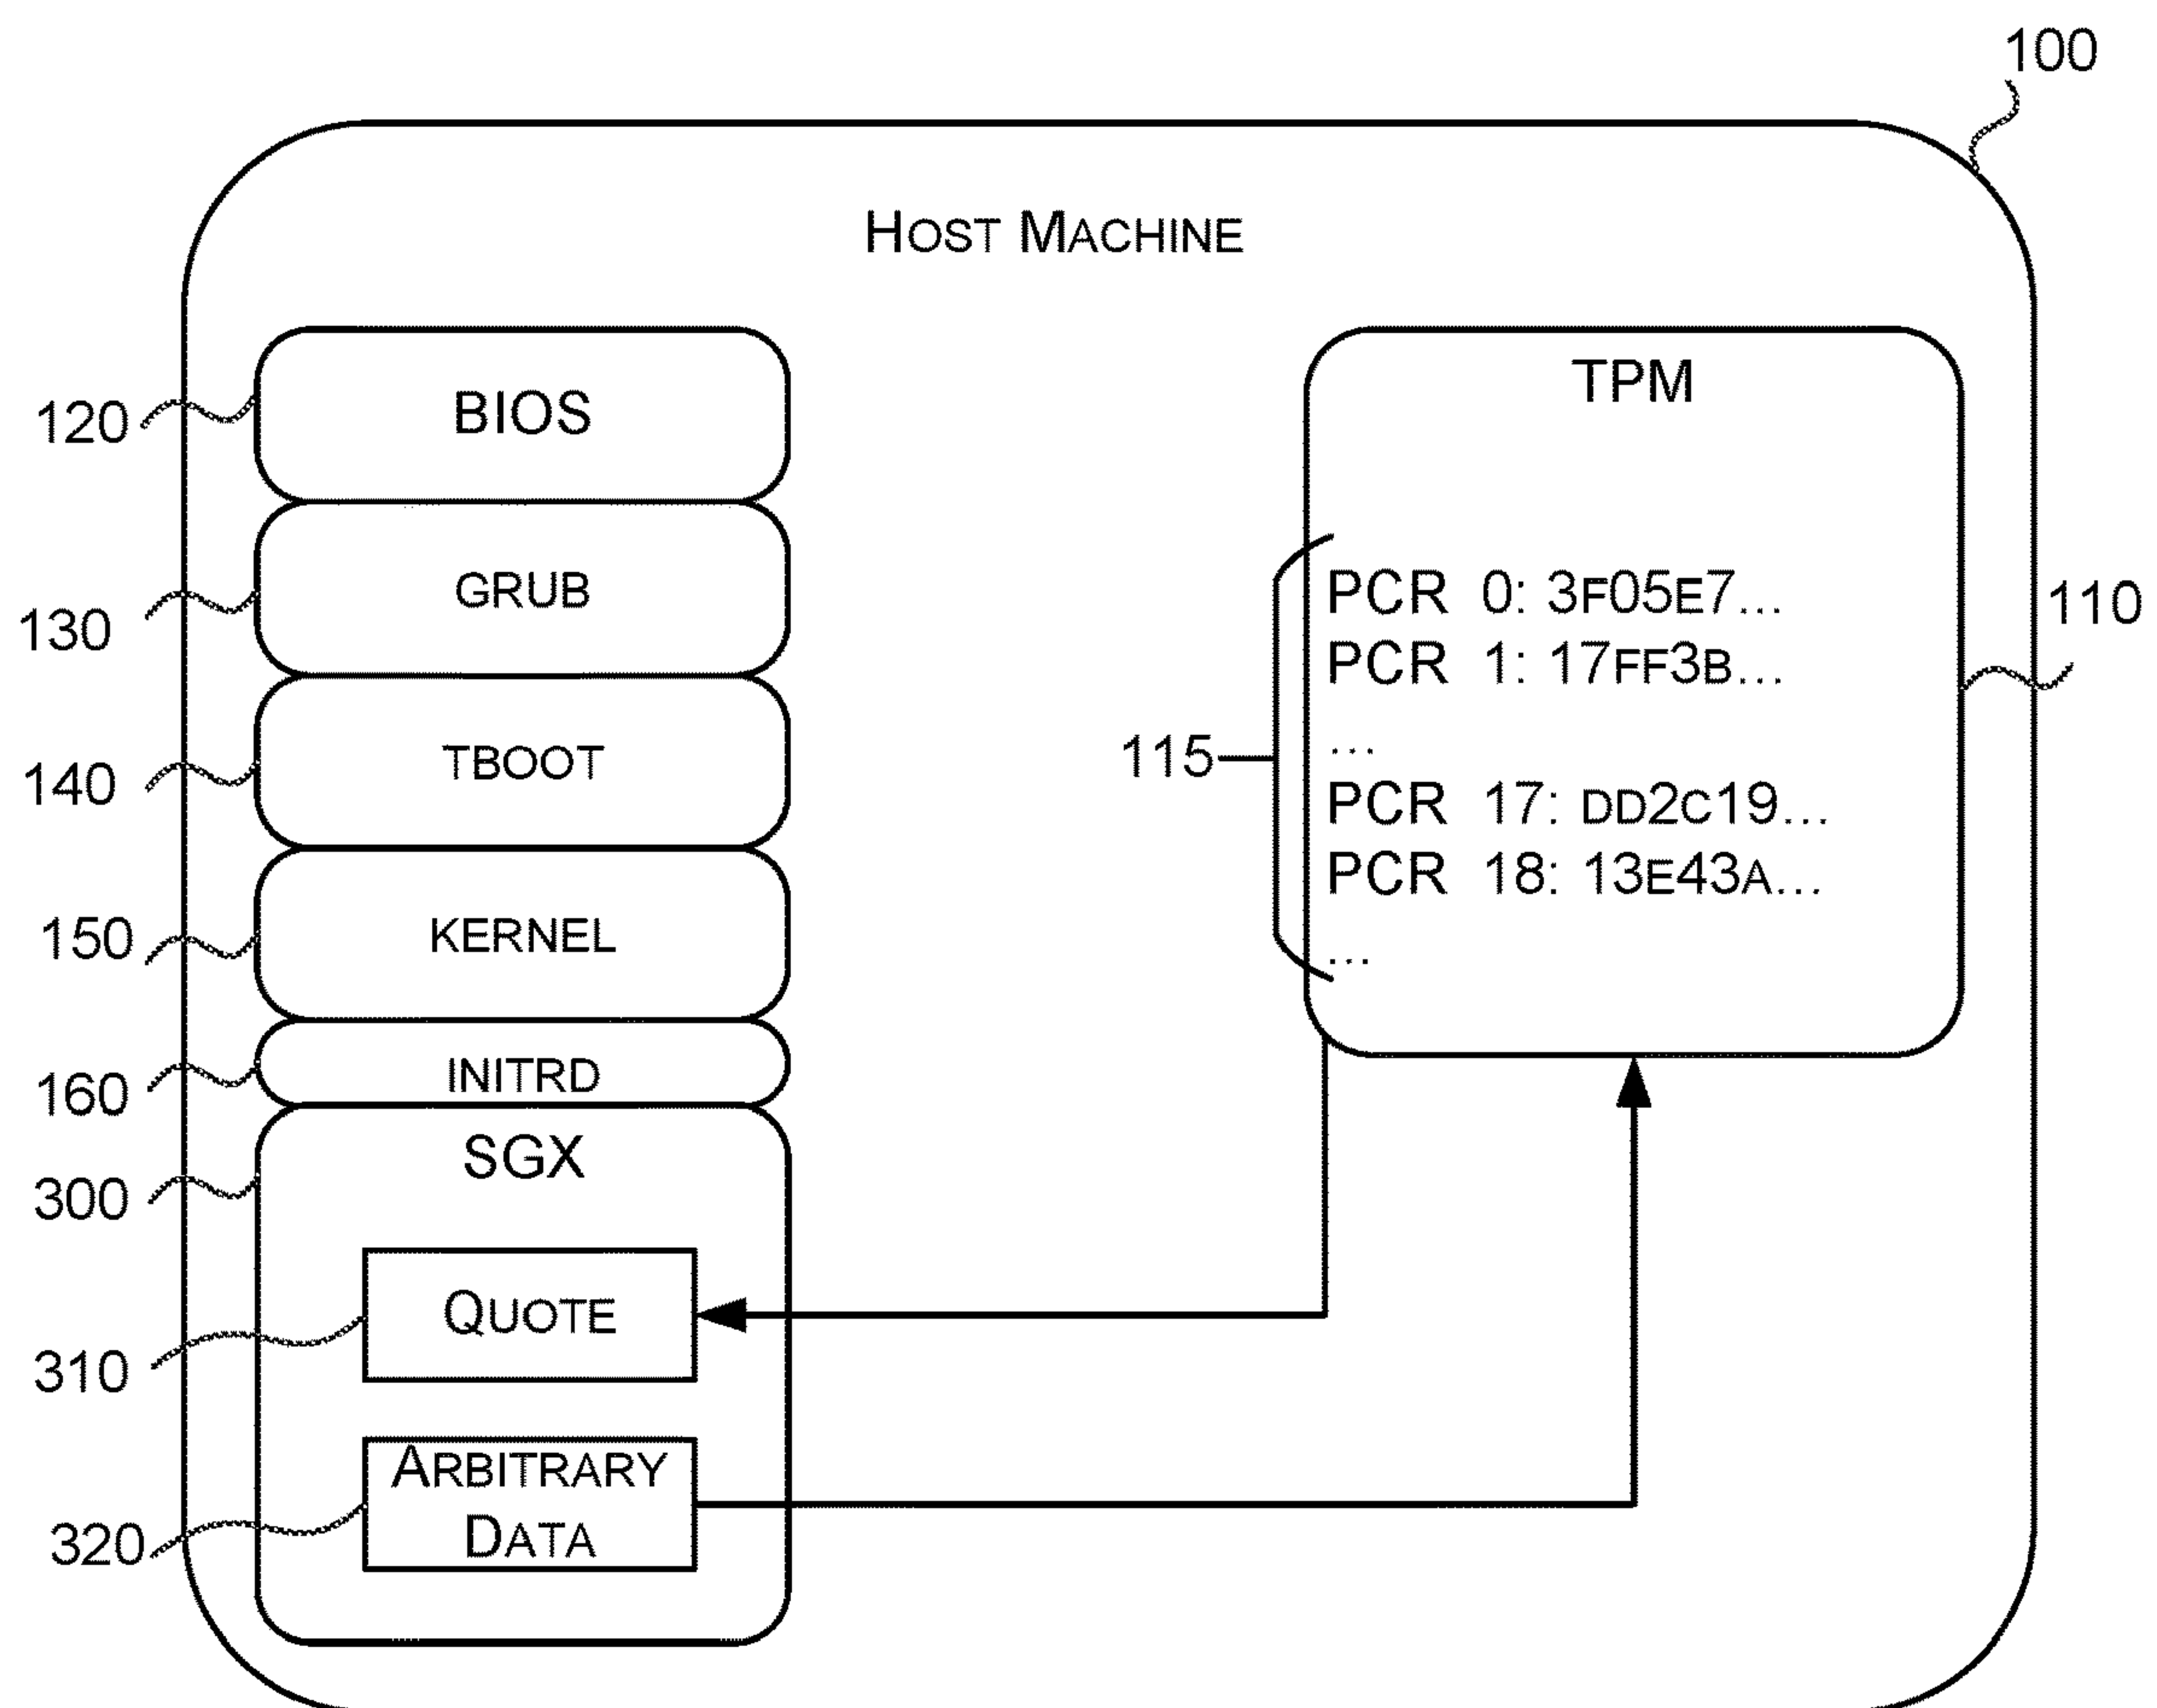 100
HOST MACHINE
120
BIOS
130
GRUB
140
TBOOT
150
KERNEL
160
INITRD
300
SGX
310
QUOTE
320
ARBITRARY
DATA
TPM
110
115
PCR 0: 3F05E7...
PCR 1: 17FF3B...
...
PCR 17: DD2C19...
PCR 18: 13E43A...
...